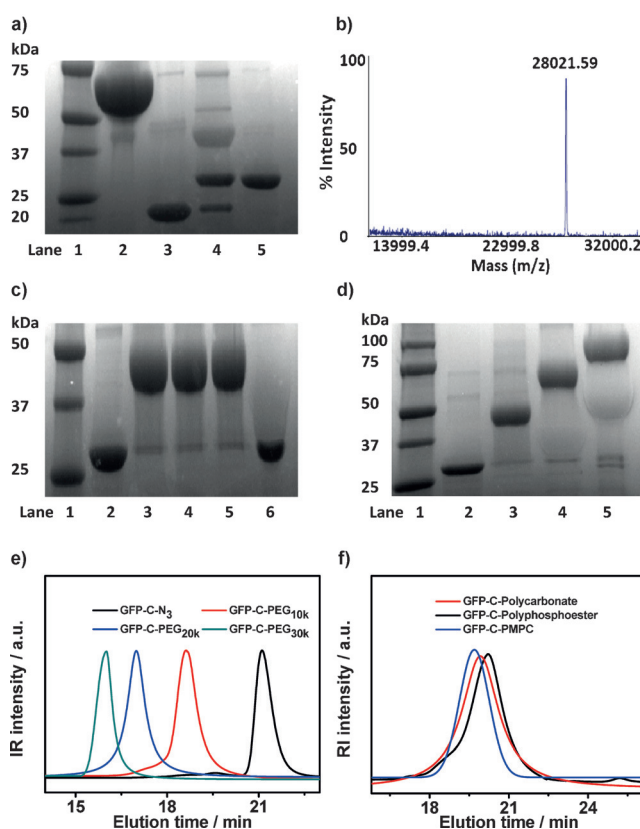 a)
kDa
75
50
37
25
20
Lane 1 2 3 4 5
b)
28021.59
100
50
0
% Intensity
13999.4 22999.8 32000.2
Mass (m/z)
c)
kDa
50
37
25
Lane 1 2 3 4 5 6
d)
kDa
100
75
50
37
25
Lane 1 2 3 4 5
e)
GFP-C-N3 GFP-C-PEG10k
GFP-C-PEG20k GFP-C-PEG30k
IR intensity / a.u.
15 18 21
Elution time / min
f)
GFP-C-Polycarbonate
GFP-C-Polyphosphoester
GFP-C-PMPC
RI intensity / a.u.
18 21 24
Elution time / min